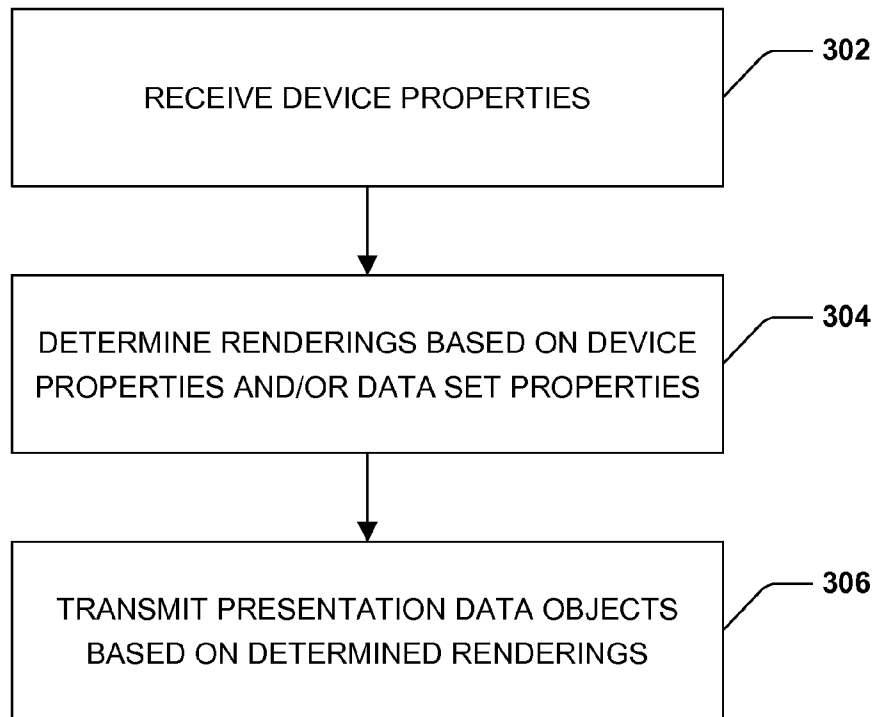 RECEIVE DEVICE PROPERTIES
302
DETERMINE RENDERINGS BASED ON DEVICE
PROPERTIES AND/OR DATA SET PROPERTIES
304
TRANSMIT PRESENTATION DATA OBJECTS
BASED ON DETERMINED RENDERINGS
306